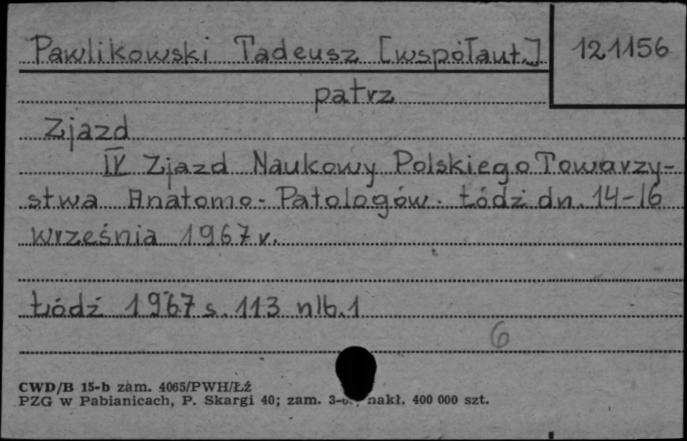 Pawlikowski Tadeusz [współaut.] 121156
patrz
Zjazd
IV Zjazd Naukowy Polskiego Towarzy-
stwa Anatomo-Patologów. Łódź dn. 14-16
września 1967 r.
Łódź 1967 s. 113 nlb. 1
6
CWD/B 15-b zam. 4065/PWH/Łź
PZG w Pabianicach, P. Skargi 40; zam. nakł. 400 000 szt.